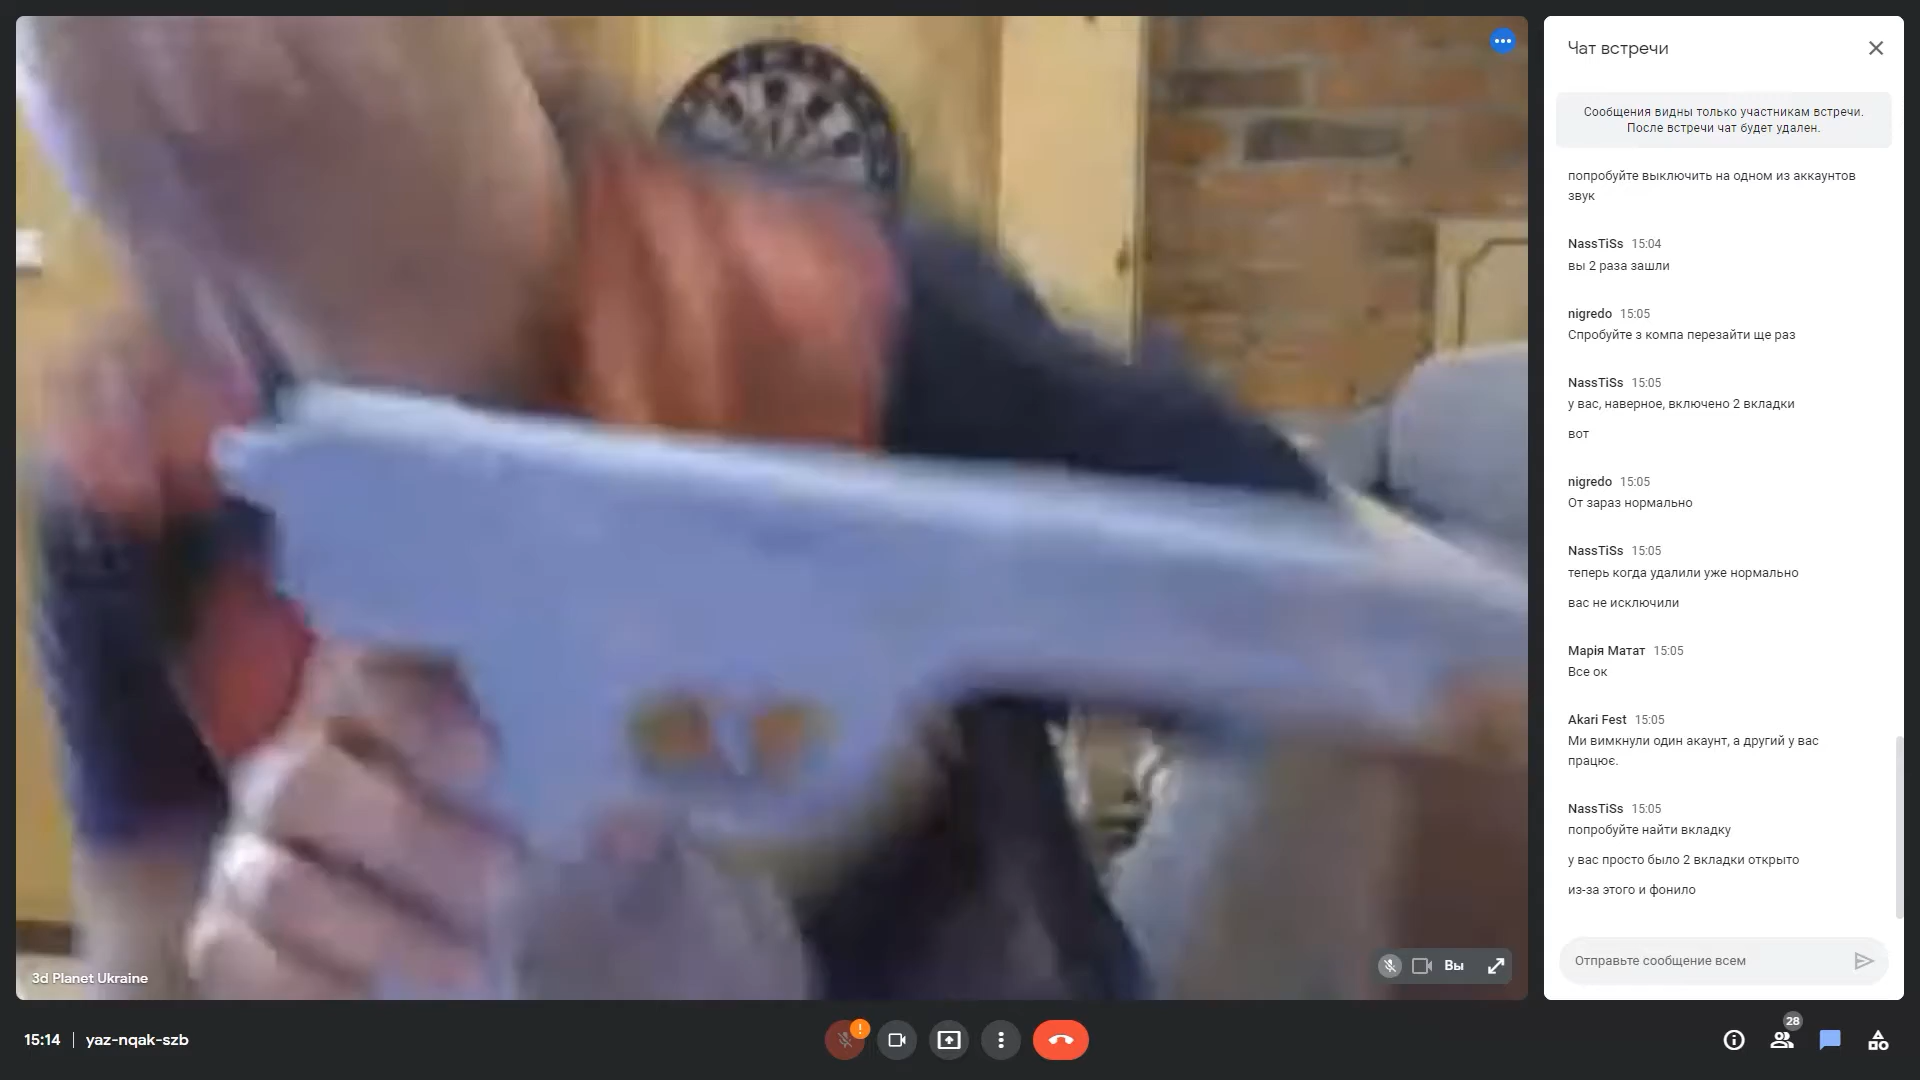 Чат встречи
Сообщения видны только участникам встречи.
После встречи чат будет удален.
попробуйте выключить на одном из аккаунтов
звук
NassTiSs 15:04
вы 2 раза зашли
nigredo 15:05
Спробуйте з компа перезайти ще раз
NassTiSs 15:05
у вас, наверное, включено 2 вкладки
вот
nigredo 15:05
От зараз нормально
NassTiSs 15:05
теперь когда удалили уже нормально
вас не исключили
Марія Матат 15:05
Все ок
Akari Fest 15:05
Ми вимкнули один акаунт, а другий у вас
працює.
NassTiSs 15:05
попробуйте найти вкладку
у вас просто было 2 вкладки открыто
из-за этого и фонило
Отправьте сообщение всем
3d Planet Ukraine
Вы
15:14 | yaz-nqak-szb
28